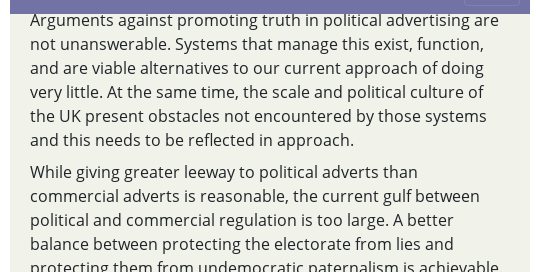 Arguments against promoting truth in political advertising are
not unanswerable. Systems that manage this exist, function,
and are viable alternatives to our current approach of doing
very little. At the same time, the scale and political culture of
the UK present obstacles not encountered by those systems
and this needs to be reflected in approach.
While giving greater leeway to political adverts than
commercial adverts is reasonable, the current gulf between
political and commercial regulation is too large. A better
balance between protecting the electorate from lies and
protecting them from undemocratic paternalism is achievable.